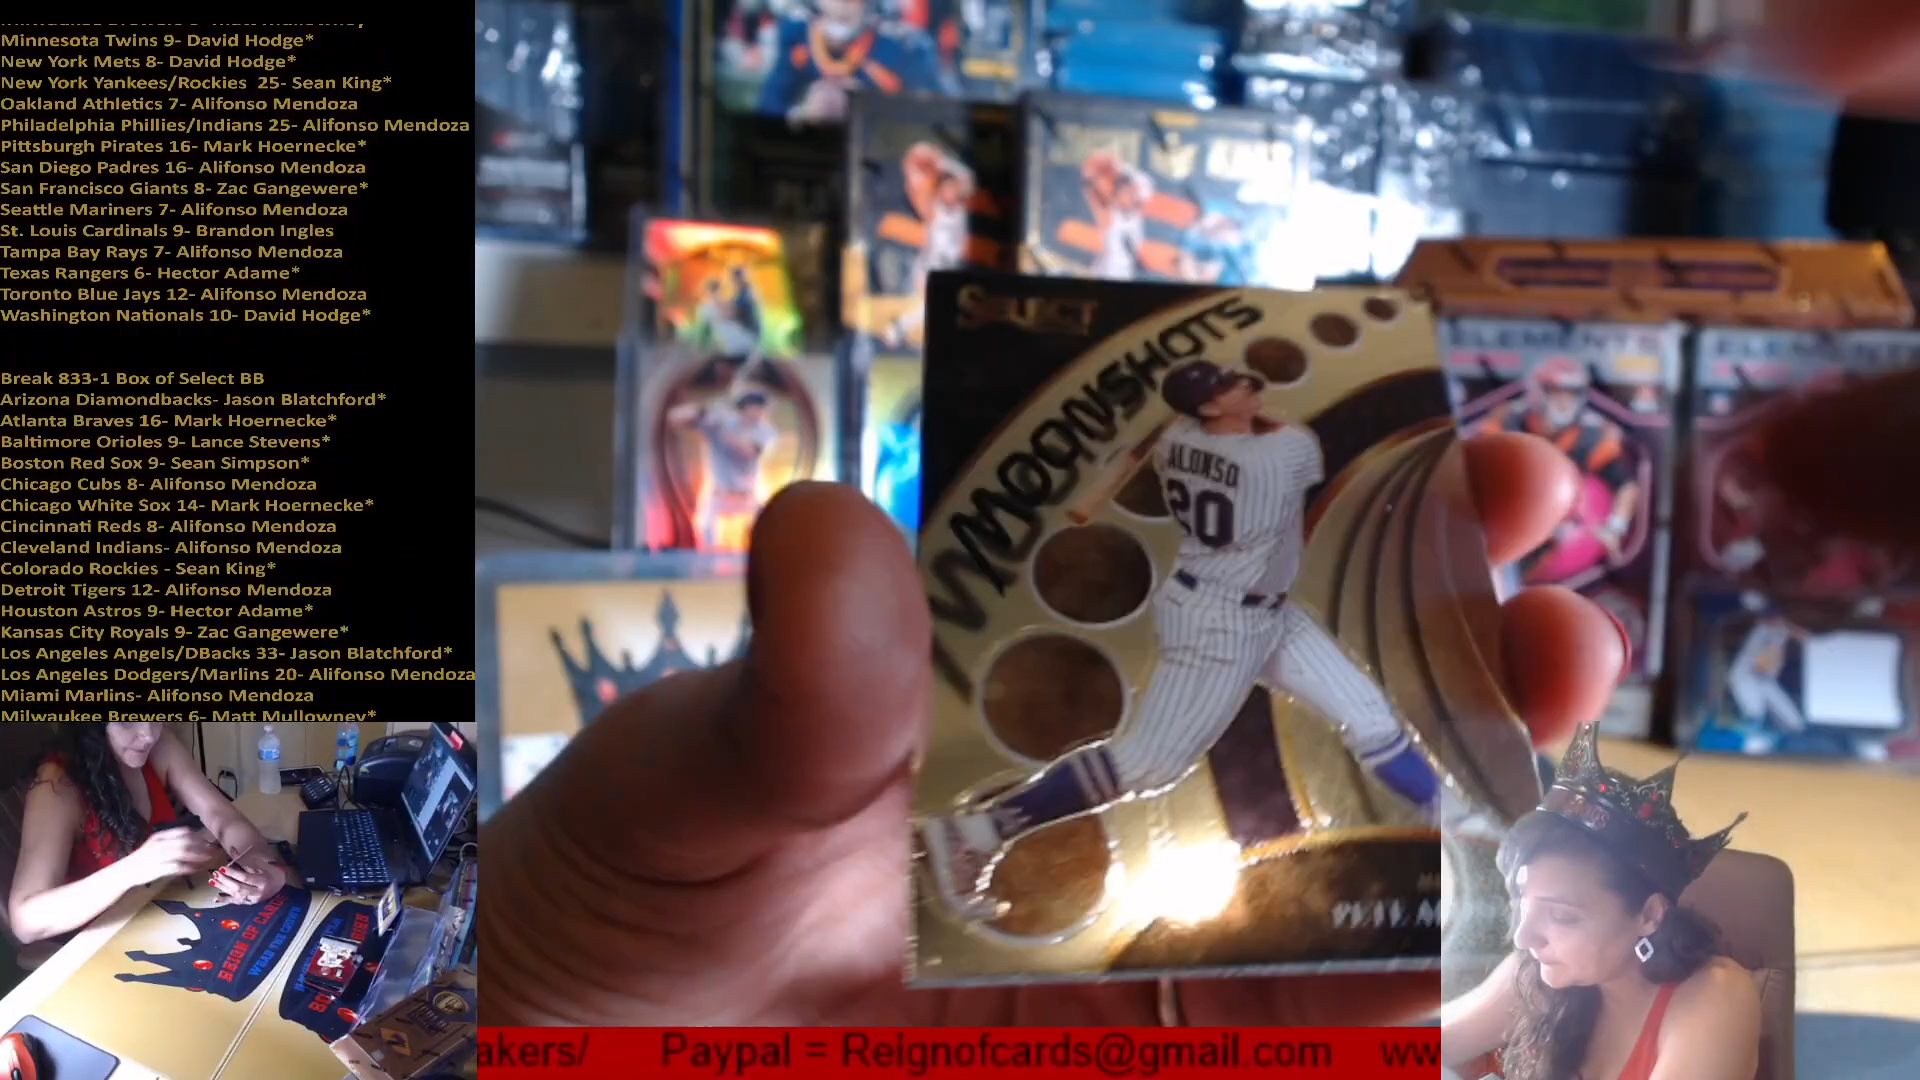 Minnesota Twins 9- David Hodge*
New York Mets 8- David Hodge*
New York Yankees/Rockies  25- Sean King*
Oakland Athletics 7- Alifonso Mendoza
Philadelphia Phillies/Indians 25- Alifonso Mendoza
Pittsburgh Pirates 16- Mark Hoernecke*
San Diego Padres 16- Alifonso Mendoza
San Francisco Giants 8- Zac Gangewere*
Seattle Mariners 7- Alifonso Mendoza
St. Louis Cardinals 9- Brandon Ingles
Tampa Bay Rays 7- Alifonso Mendoza
Texas Rangers 6- Hector Adame*
Toronto Blue Jays 12- Alifonso Mendoza
Washington Nationals 10- David Hodge*
Break 833-1 Box of Select BB
Arizona Diamondbacks- Jason Blatchford*
Atlanta Braves 16- Mark Hoernecke*
Baltimore Orioles 9- Lance Stevens*
Boston Red Sox 9- Sean Simpson*
Chicago Cubs 8- Alifonso Mendoza
Chicago White Sox 14- Mark Hoernecke*
Cincinnati Reds 8- Alifonso Mendoza
Cleveland Indians- Alifonso Mendoza
Colorado Rockies - Sean King*
Detroit Tigers 12- Alifonso Mendoza
Houston Astros 9- Hector Adame*
Kansas City Royals 9- Zac Gangewere*
Los Angeles Angels/DBacks 33- Jason Blatchford*
Los Angeles Dodgers/Marlins 20- Alifonso Mendoza
Miami Marlins- Alifonso Mendoza
Milwaukee Brewers 6- Matt Mullowney*
SELECT
MOONSHOTS
ALONSO
20
ELEMENTS
ELEMENTS
REIGN OF CARDS
WEAR THE CROWN
akers/ Paypal = Reignofcards@gmail.com ww